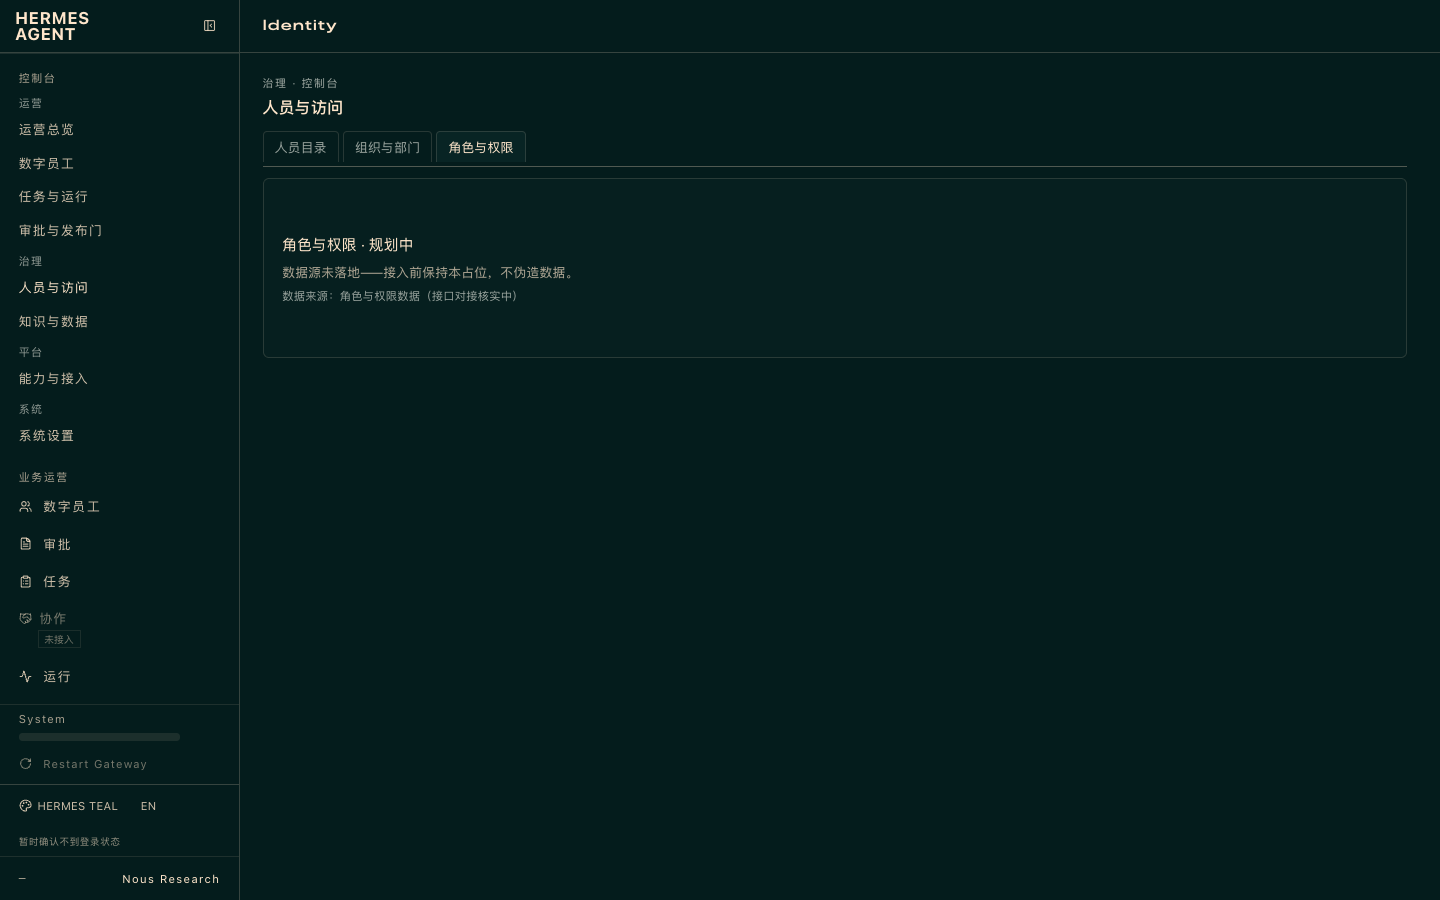 HERMES
AGENT
控制台
运营
运营总览
数字员工
任务与运行
审批与发布门
治理
人员与访问
知识与数据
平台
能力与接入
系统
系统设置
业务运营
数字员工
审批
任务
协作
未接入
运行
System
Restart Gateway
HERMES TEAL EN
暂时确认不到登录状态
— Nous Research
Identity
治理 · 控制台
人员与访问
人员目录 组织与部门 角色与权限
角色与权限 · 规划中
数据源未落地——接入前保持本占位，不伪造数据。
数据来源：角色与权限数据（接口对接核实中）